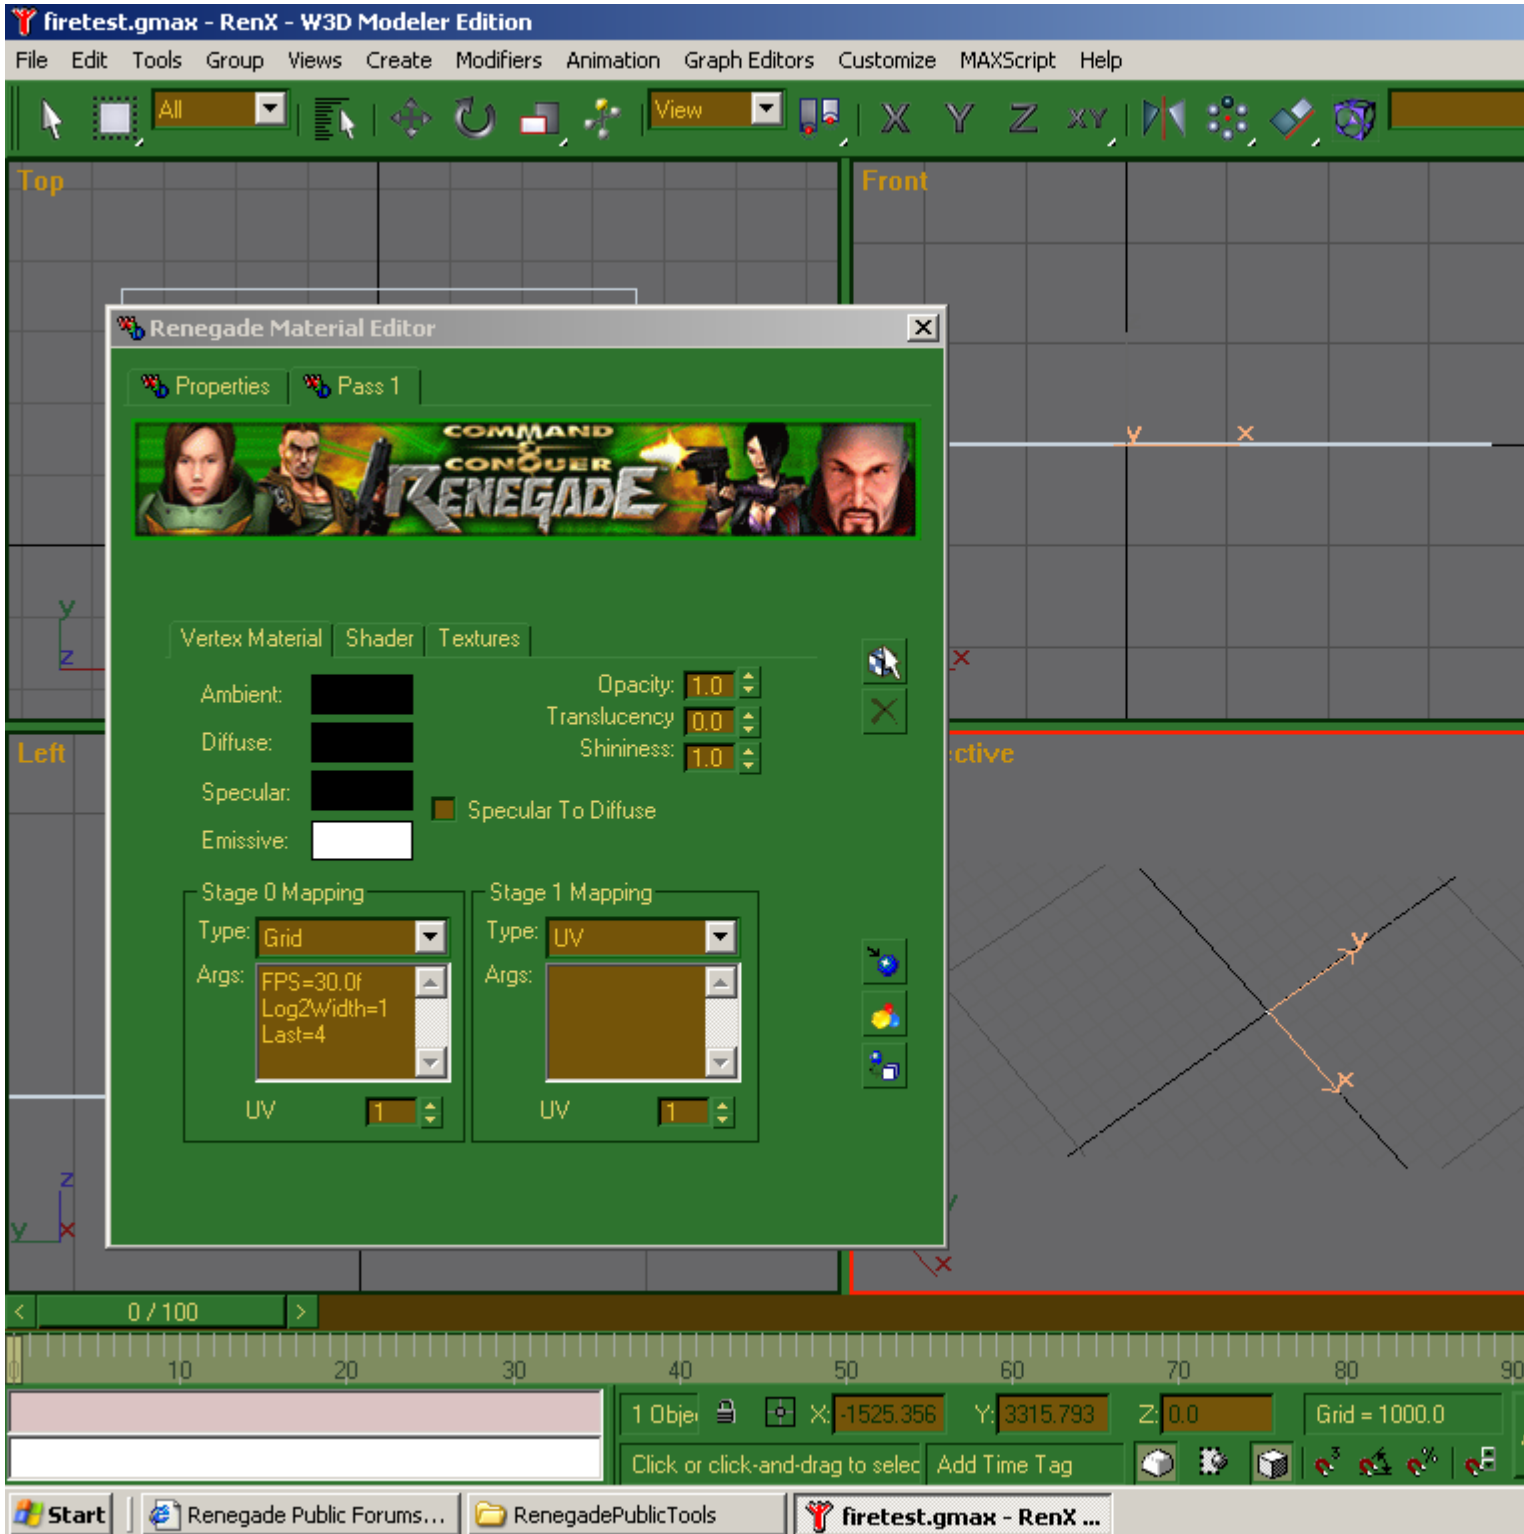 firetest.gmax - RenX - W3D Modeler Edition
File Edit Tools Group Views Create Modifiers Animation Graph Editors Customize MAXScript Help
All View X Y Z XY
Top
Front
Renegade Material Editor
Properties Pass 1
COMMAND
&
CONQUER
RENEGADE
y
x
y
z
x
Vertex Material Shader Textures
Ambient:
Opacity: 1.0
Translucency 0.0
Diffuse:
Shininess: 1.0
Specular:
Specular To Diffuse
Emissive:
Left
ctive
Stage 0 Mapping
Type: Grid
Args: FPS=30.0f
Log2Width=1
Last=4
UV 1
Stage 1 Mapping
Type: UV
Args:
UV 1
y
x
z
y
x
y
x
< 0 / 100 >
0 10 20 30 40 50 60 70 80 90
1 Objec X: -1525.356 Y: 3315.793 Z: 0.0 Grid = 1000.0
Click or click-and-drag to selec Add Time Tag
3 %
Start Renegade Public Forums... RenegadePublicTools firetest.gmax - RenX ...